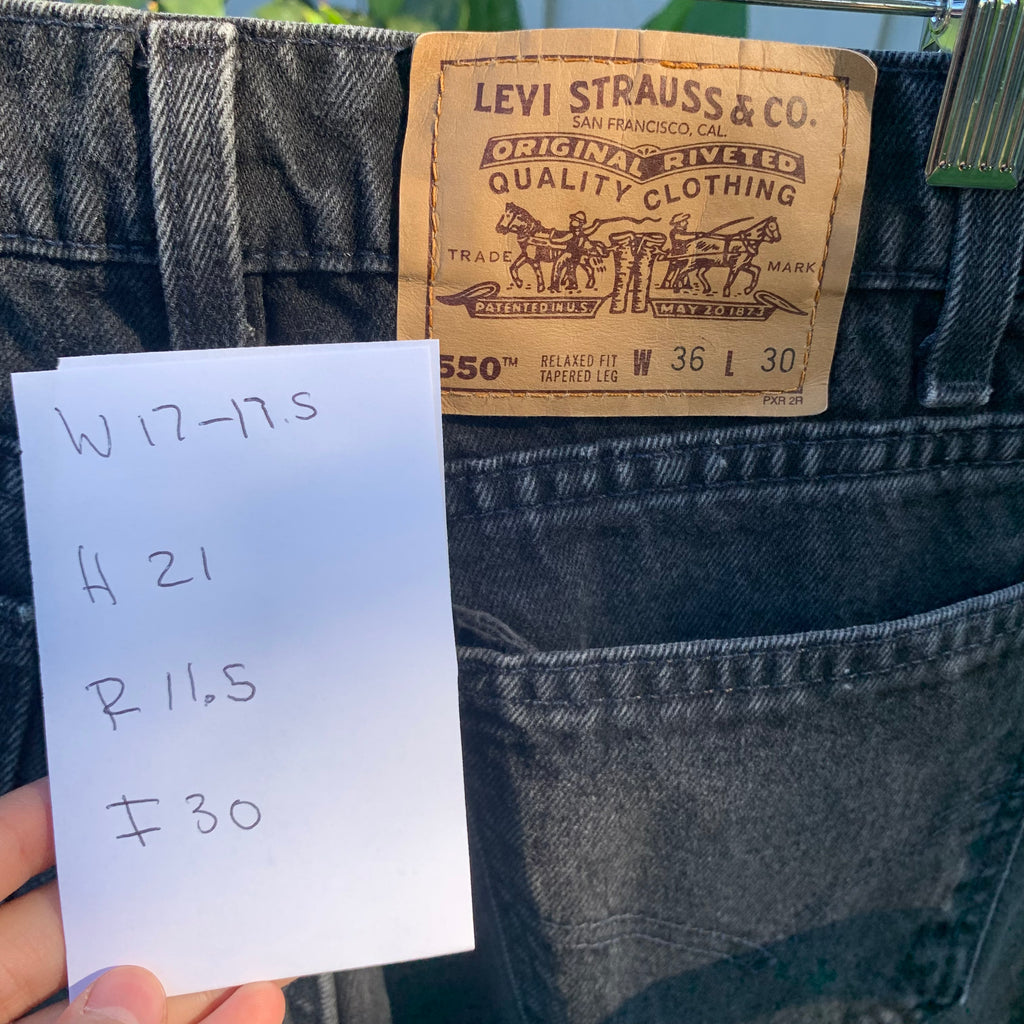 LEVI STRAUSS & CO.
SAN FRANCISCO, CAL.
ORIGINAL RIVETED
QUALITY CLOTHING
TRADE MARK
PATENTED IN U.S. MAY 20 1873
550™ RELAXED FIT TAPERED LEG W 36 L 30
PXR 2R
W 17-17.5
H 21
R 11.5
I 30